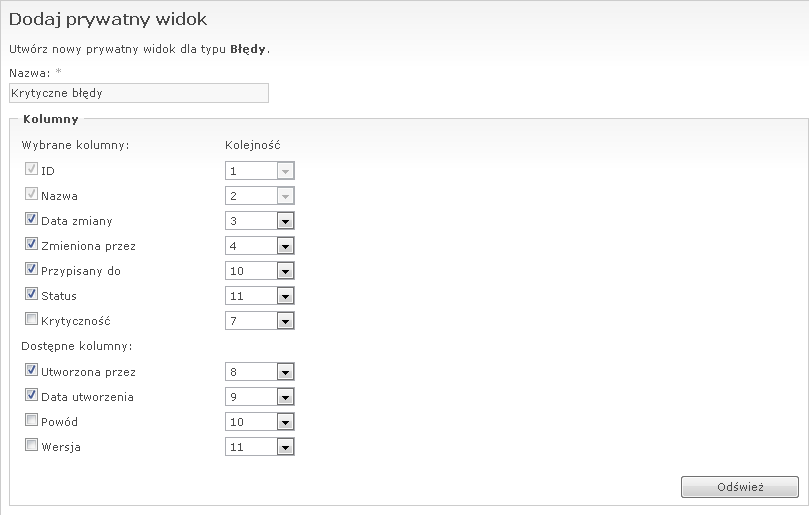 Dodaj prywatny widok
Utwórz nowy prywatny widok dla typu Błędy.
Nazwa: *
Krytyczne błędy
Kolumny
Wybrane kolumny: Kolejność
ID 1
Nazwa 2
Data zmiany 3
Zmieniona przez 4
Przypisany do 10
Status 11
Krytyczność 7
Dostępne kolumny:
Utworzona przez 8
Data utworzenia 9
Powód 10
Wersja 11
Odśwież